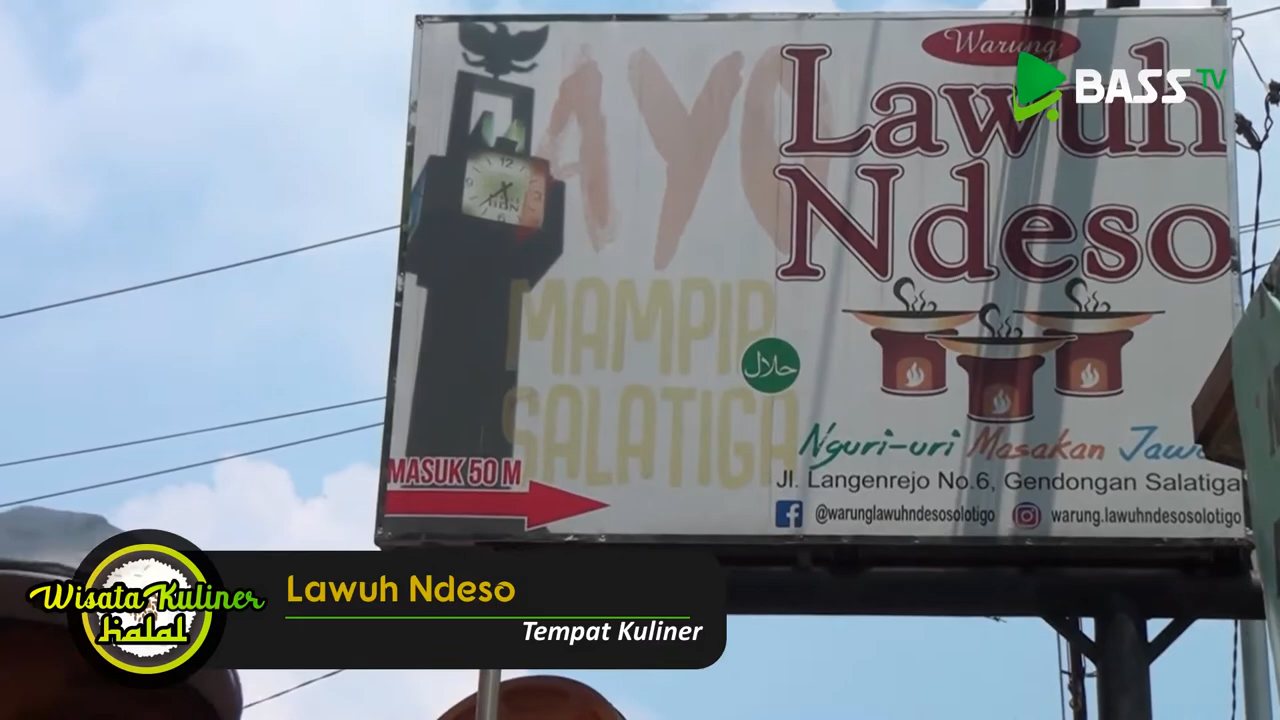 BASS TV
AYO
MAMPIR
SALATIGA
MASUK 50 M
Warung
Lawuh
Ndeso
حلال
Nguri-uri Masakan Jawa
Jl. Langenrejo No.6, Gendongan Salatiga
@warunglawuhndesosolotigo
warung.lawuhndesosolotigo
Wisata Kuliner
Halal
Lawuh Ndeso
Tempat Kuliner